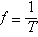 f = 1/T